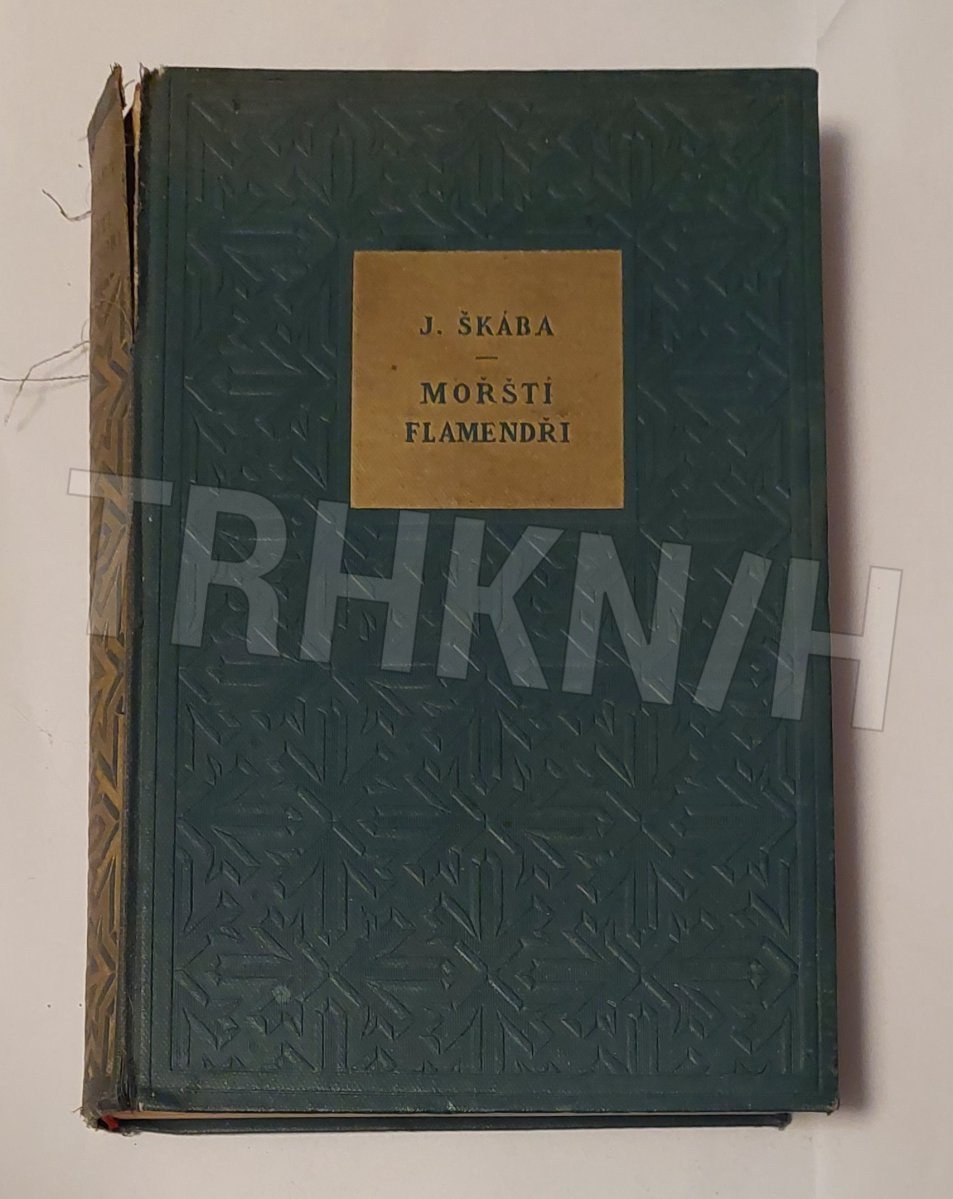 J. ŠKÁBA
MOŘŠTÍ
FLAMENDŘI
TRHKNIH